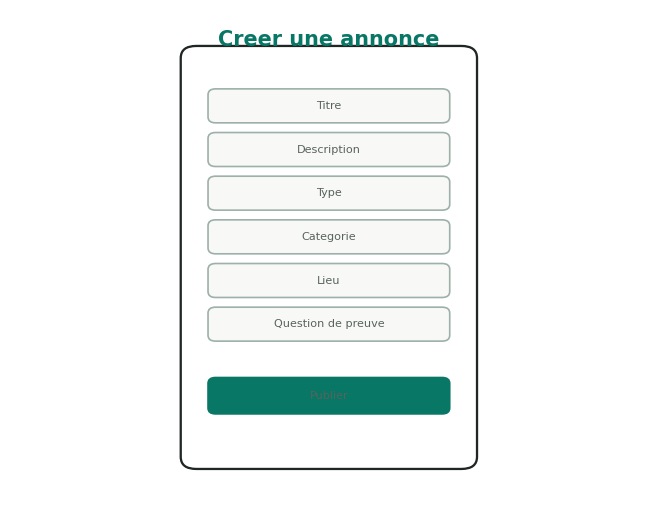 Creer une annonce
Titre
Description
Type
Categorie
Lieu
Question de preuve
Publier